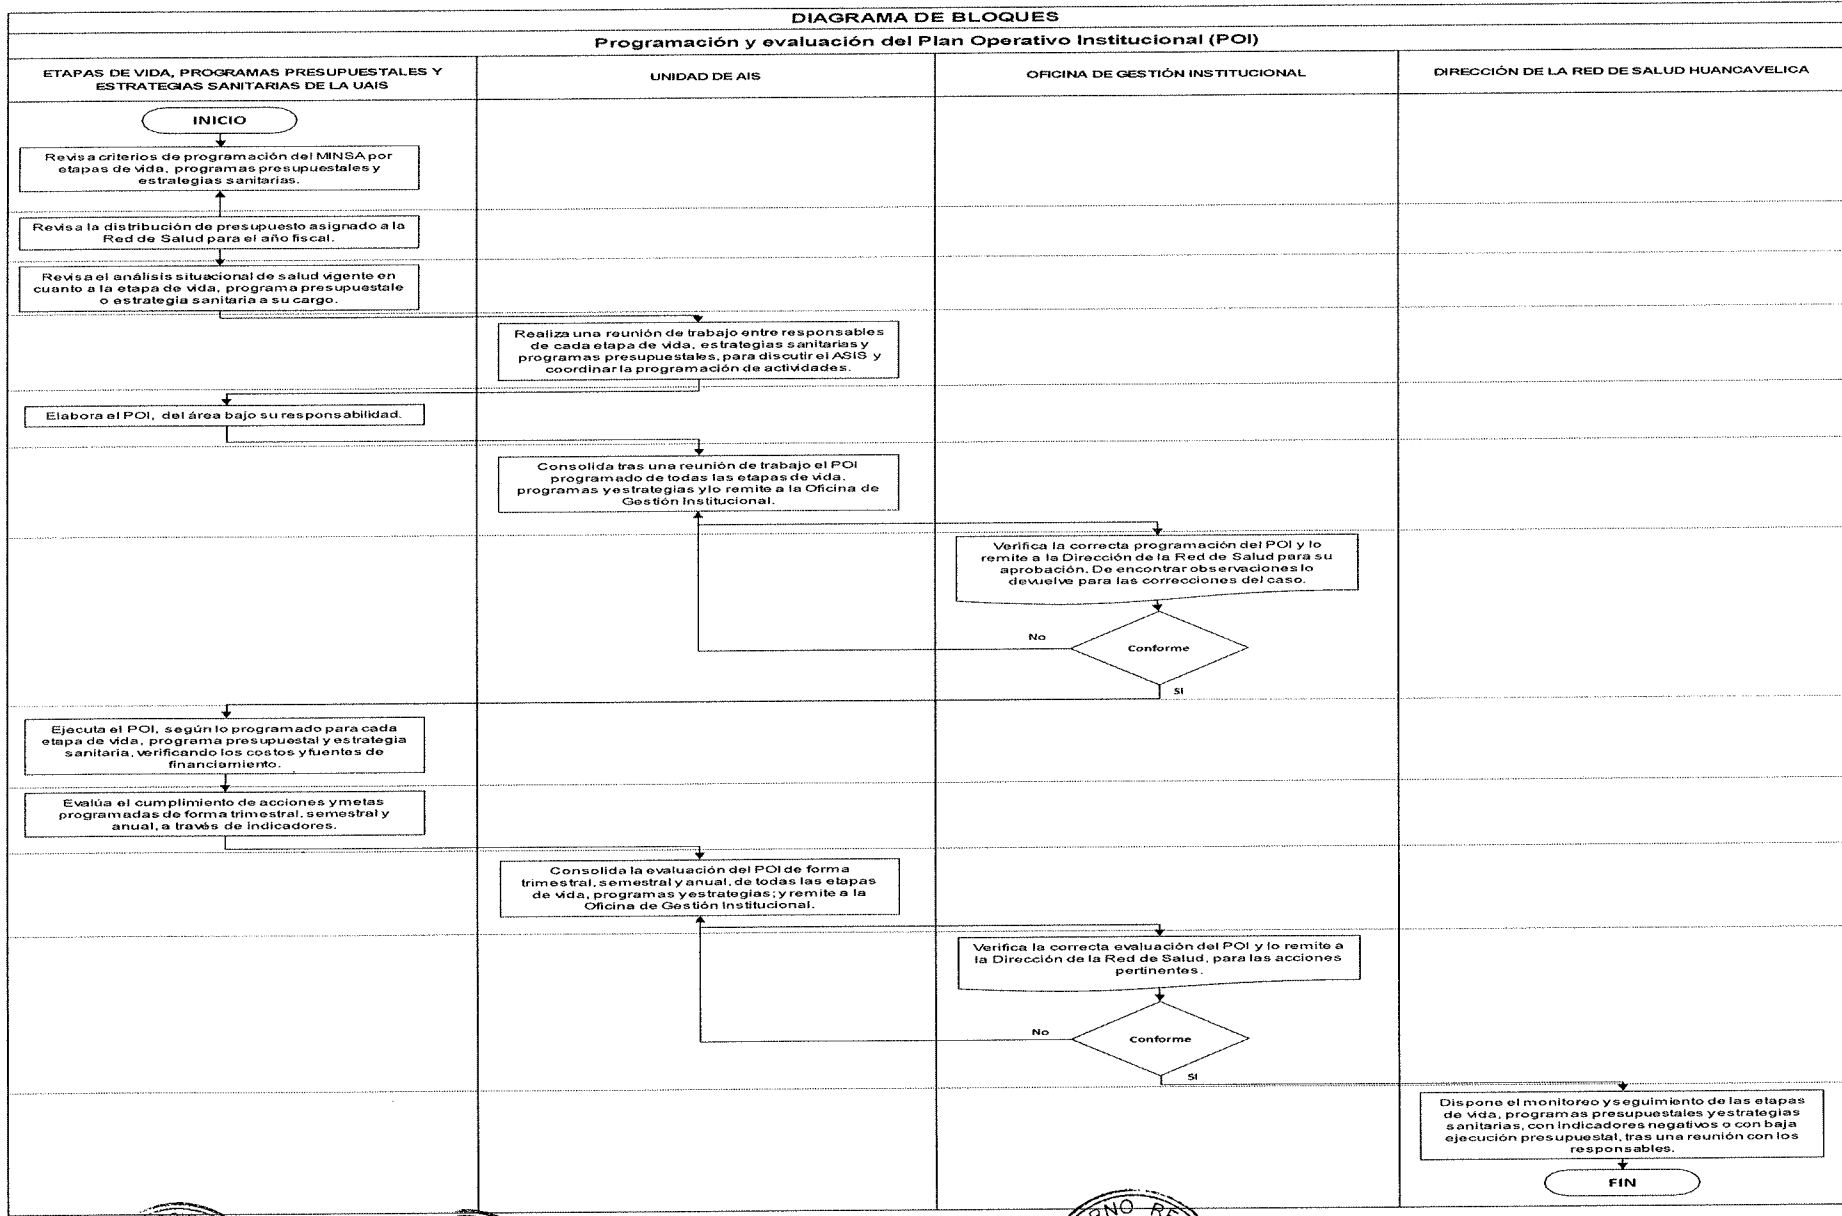 DIAGRAMA DE BLOQUES
Programación y evaluación del Plan Operativo Institucional (POI)
ETAPAS DE VIDA, PROGRAMAS PRESUPUESTALES Y
ESTRATEGIAS SANITARIAS DE LA UAIS
UNIDAD DE AIS
OFICINA DE GESTIÓN INSTITUCIONAL
DIRECCIÓN DE LA RED DE SALUD HUANCAVELICA
INICIO
Revisa criterios de programación del MINSA por
etapas de vida, programas presupuestales y
estrategias sanitarias.
Revisa la distribución de presupuesto asignado a la
Red de Salud para el año fiscal.
Revisa el análisis situacional de salud vigente en
cuanto a la etapa de vida, programa presupuestale
o estrategia sanitaria a su cargo.
Realiza una reunión de trabajo entre responsables
de cada etapa de vida, estrategias sanitarias y
programas presupuestales, para discutir el ASIS y
coordinar la programación de actividades.
Elabora el POI, del área bajo su responsabilidad.
Consolida tras una reunión de trabajo el POI
programado de todas las etapas de vida.
programas y estrategias y lo remite a la Oficina de
Gestión Institucional.
Verifica la correcta programación del POI y lo
remite a la Dirección de la Red de Salud para su
aprobación. De encontrar observaciones lo
devuelve para las correcciones del caso.
No
Conforme
SI
Ejecuta el POI, según lo programado para cada
etapa de vida, programa presupuestal y estrategia
sanitaria, verificando los costos y fuentes de
financiamiento.
Evalúa el cumplimiento de acciones y metas
programadas de forma trimestral, semestral y
anual, a través de indicadores.
Consolida la evaluación del POI de forma
trimestral, semestral y anual, de todas las etapas
de vida, programas y estrategias; y remite a la
Oficina de Gestión Institucional.
Verifica la correcta evaluación del POI y lo remite a
la Dirección de la Red de Salud, para las acciones
pertinentes.
No
Conforme
SI
Dispone el monitoreo y seguimiento de las etapas
de vida, programas presupuestales y estrategias
sanitarias, con indicadores negativos o con baja
ejecución presupuestal, tras una reunión con los
responsables.
FIN